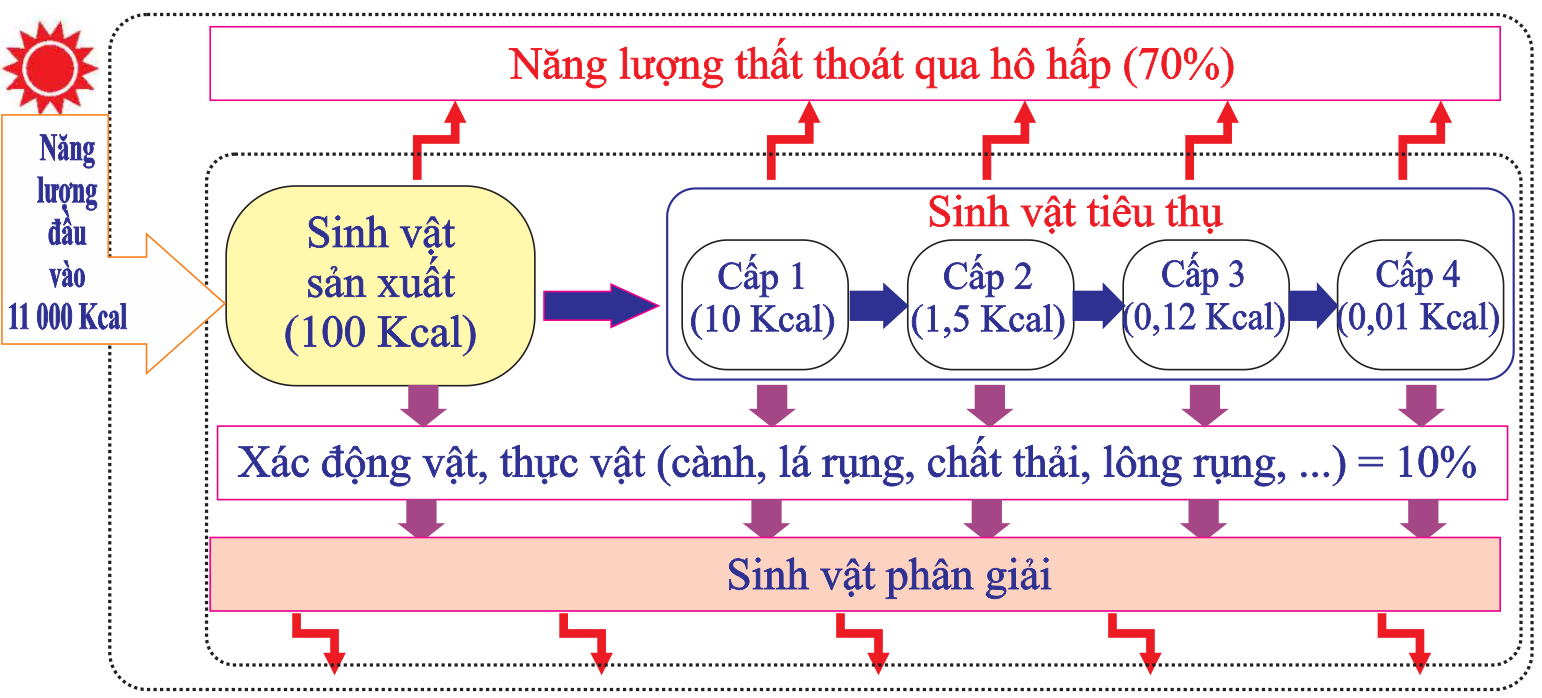 Năng lượng thất thoát qua hô hấp (70%)
Năng
lượng
đầu
vào
11 000 Kcal
Sinh vật
sản xuất
(100 Kcal)
Sinh vật tiêu thụ
Cấp 1
(10 Kcal)
Cấp 2
(1,5 Kcal)
Cấp 3
(0,12 Kcal)
Cấp 4
(0,01 Kcal)
Xác động vật, thực vật (cành, lá rụng, chất thải, lông rụng, ...) = 10%
Sinh vật phân giải